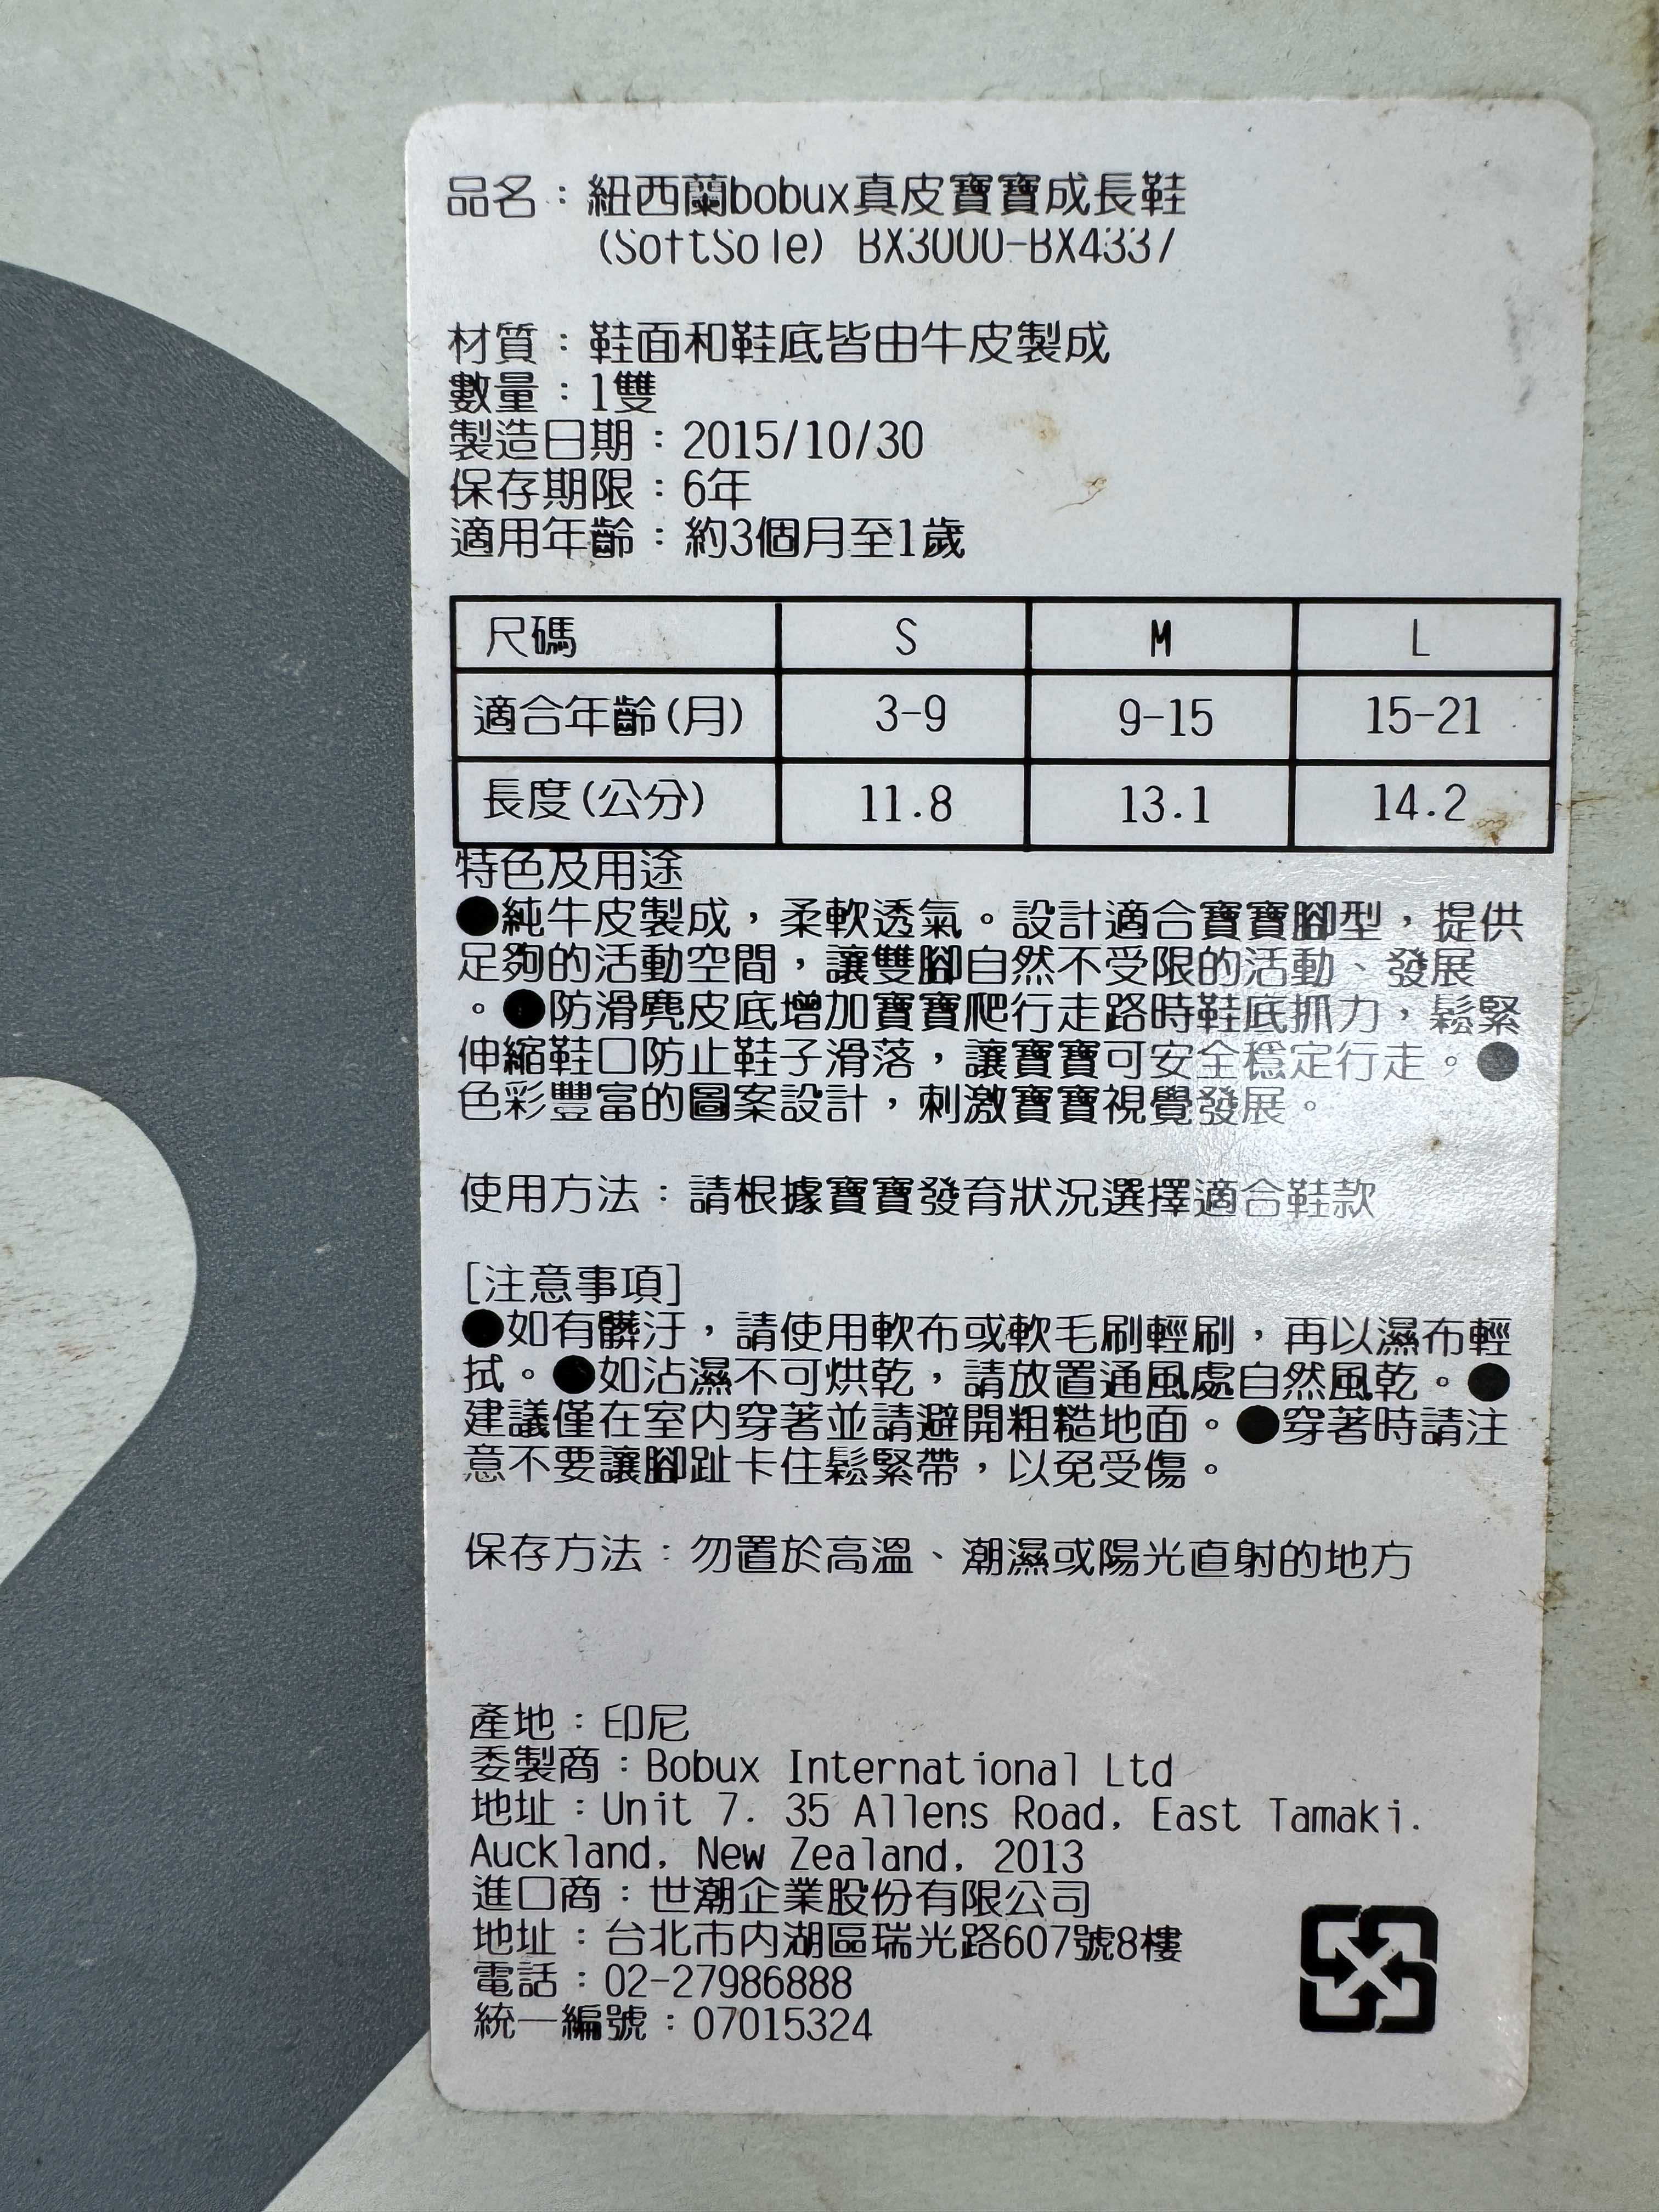 品名：紐西蘭bobux真皮寶寶成長鞋
(SoftSole) BX3000-BX4337
材質：鞋面和鞋底皆由牛皮製成
數量：1雙
製造日期：2015/10/30
保存期限：6年
適用年齡：約3個月至1歲
尺碼 S M L
適合年齡(月) 3-9 9-15 15-21
長度(公分) 11.8 13.1 14.2
特色及用途
●純牛皮製成，柔軟透氣。設計適合寶寶腳型，提供
足夠的活動空間，讓雙腳自然不受限的活動、發展
。●防滑麂皮底增加寶寶爬行走路時鞋底抓力，鬆緊
伸縮鞋口防止鞋子滑落，讓寶寶可安全穩定行走。●
色彩豐富的圖案設計，刺激寶寶視覺發展。
使用方法：請根據寶寶發育狀況選擇適合鞋款
[注意事項]
●如有髒汙，請使用軟布或軟毛刷輕刷，再以濕布輕
拭。●如沾濕不可烘乾，請放置通風處自然風乾。●
建議僅在室內穿著並請避開粗糙地面。●穿著時請注
意不要讓腳趾卡住鬆緊帶，以免受傷。
保存方法：勿置於高溫、潮濕或陽光直射的地方
產地：印尼
委製商：Bobux International Ltd
地址：Unit 7. 35 Allens Road, East Tamaki.
Auckland, New Zealand, 2013
進口商：世潮企業股份有限公司
地址：台北市內湖區瑞光路607號8樓
電話：02-27986888
統一編號：07015324